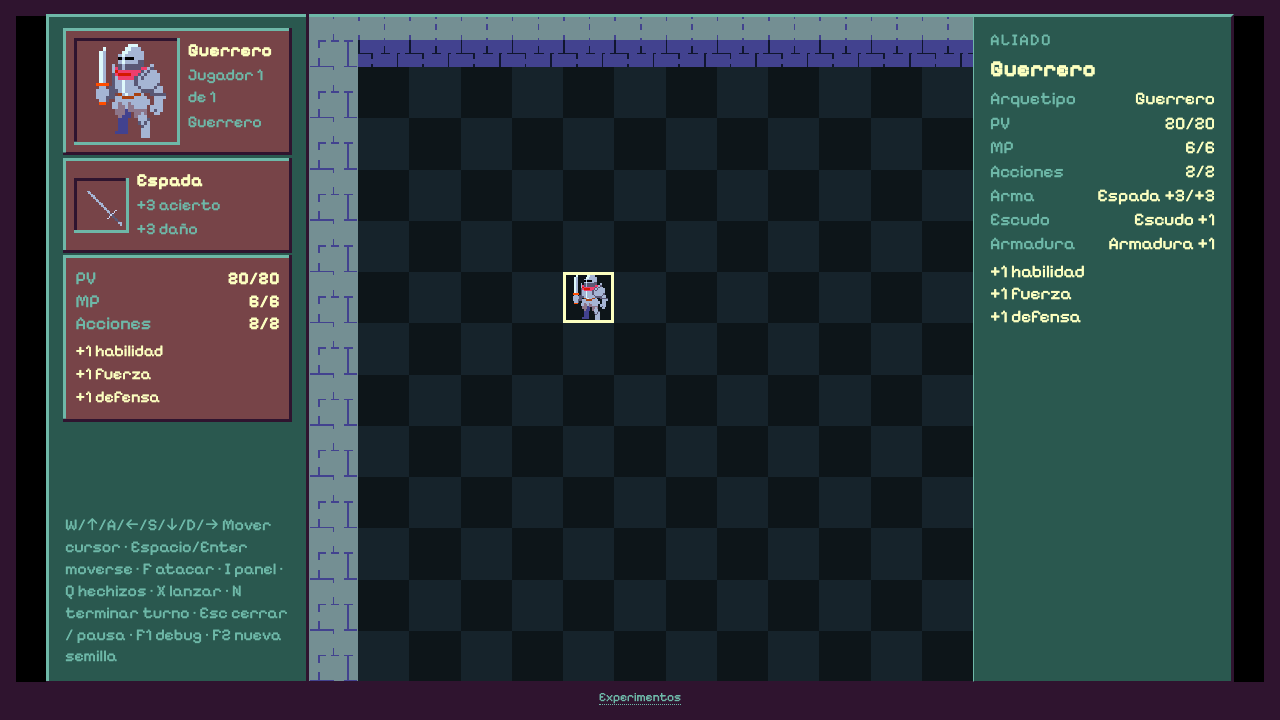 Guerrero
Jugador 1
de 1
Guerrero
Espada
+3 acierto
+3 daño
PV 20/20
MP 6/6
Acciones 2/2
+1 habilidad
+1 fuerza
+1 defensa
W/↑/A/←/S/↓/D/→ Mover
cursor · Espacio/Enter
moverse · F atacar · I panel ·
Q hechizos · X lanzar · N
terminar turno · Esc cerrar
/ pausa · F1 debug · F2 nueva
semilla
ALIADO
Guerrero
Arquetipo Guerrero
PV 20/20
MP 6/6
Acciones 2/2
Arma Espada +3/+3
Escudo Escudo +1
Armadura Armadura +1
+1 habilidad
+1 fuerza
+1 defensa
Experimentos